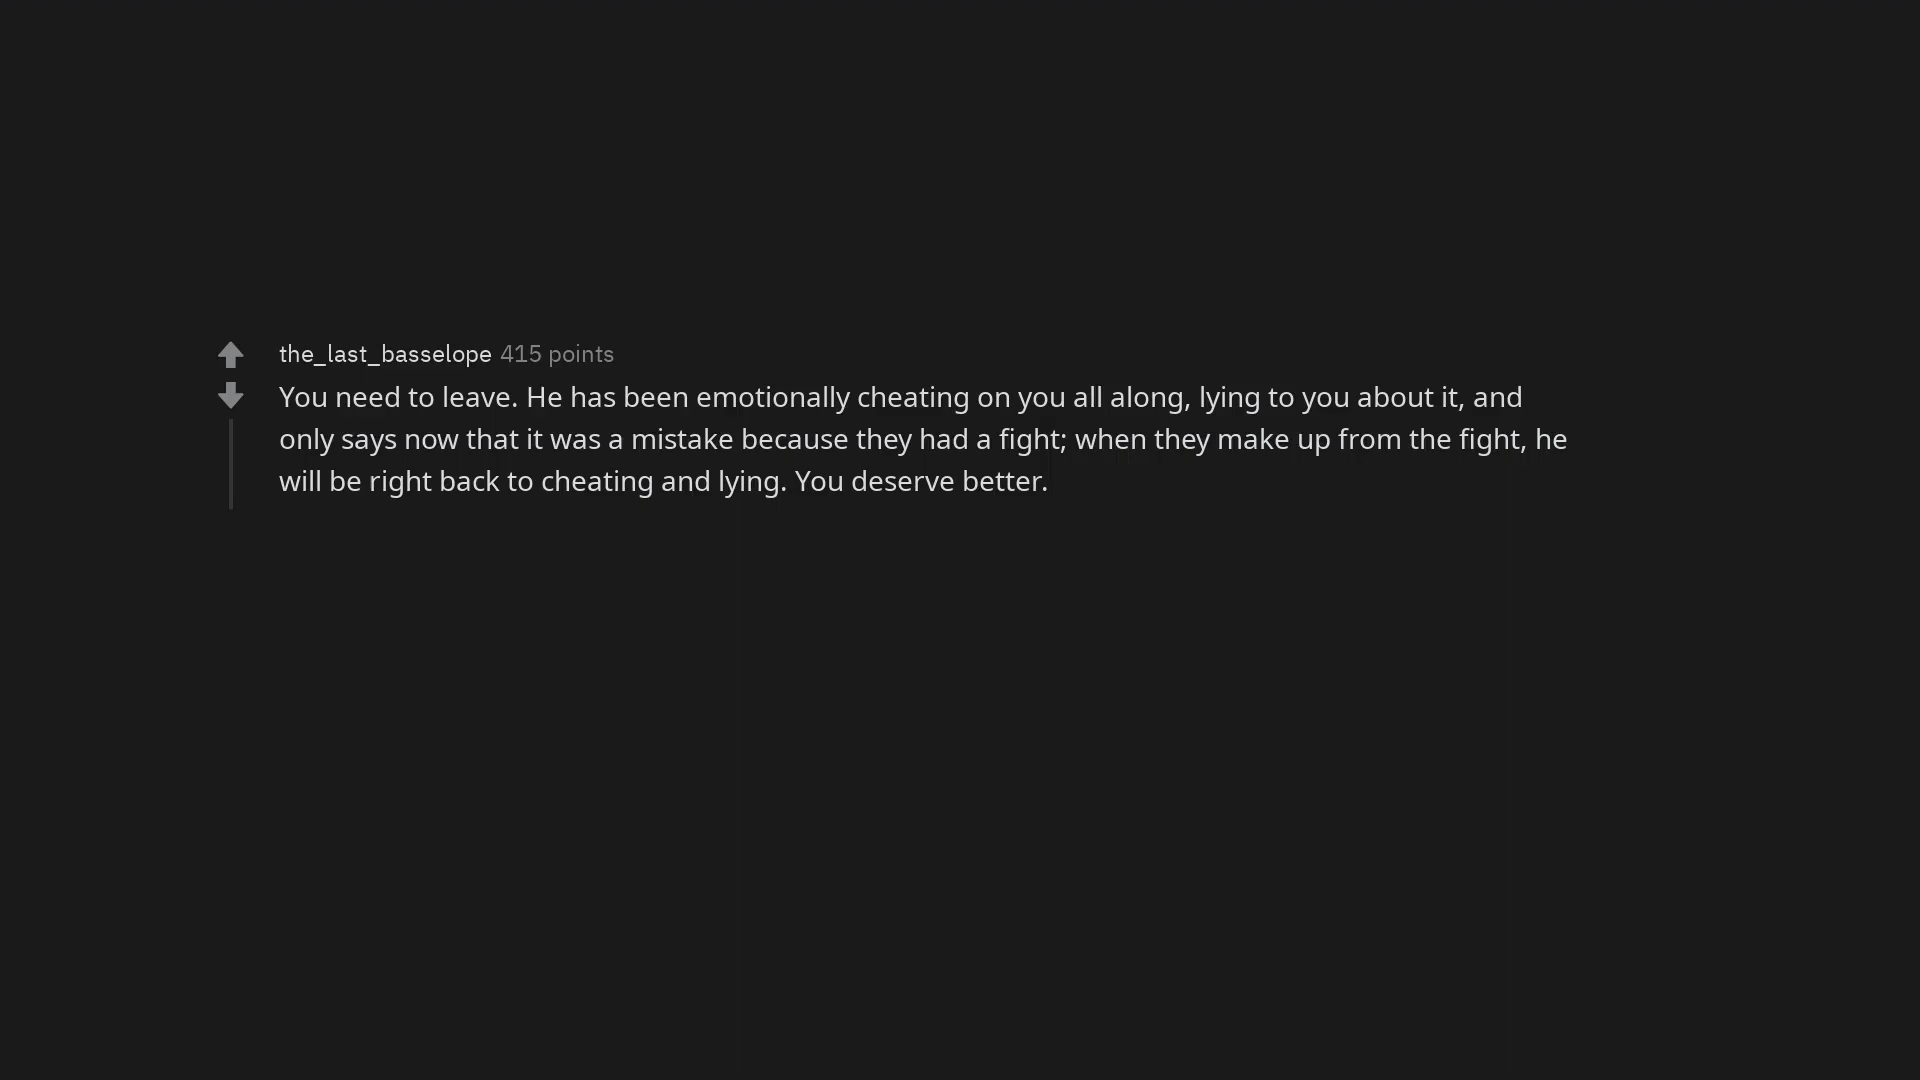 the_last_basselope 415 points
You need to leave. He has been emotionally cheating on you all along, lying to you about it, and
only says now that it was a mistake because they had a fight; when they make up from the fight, he
will be right back to cheating and lying. You deserve better.